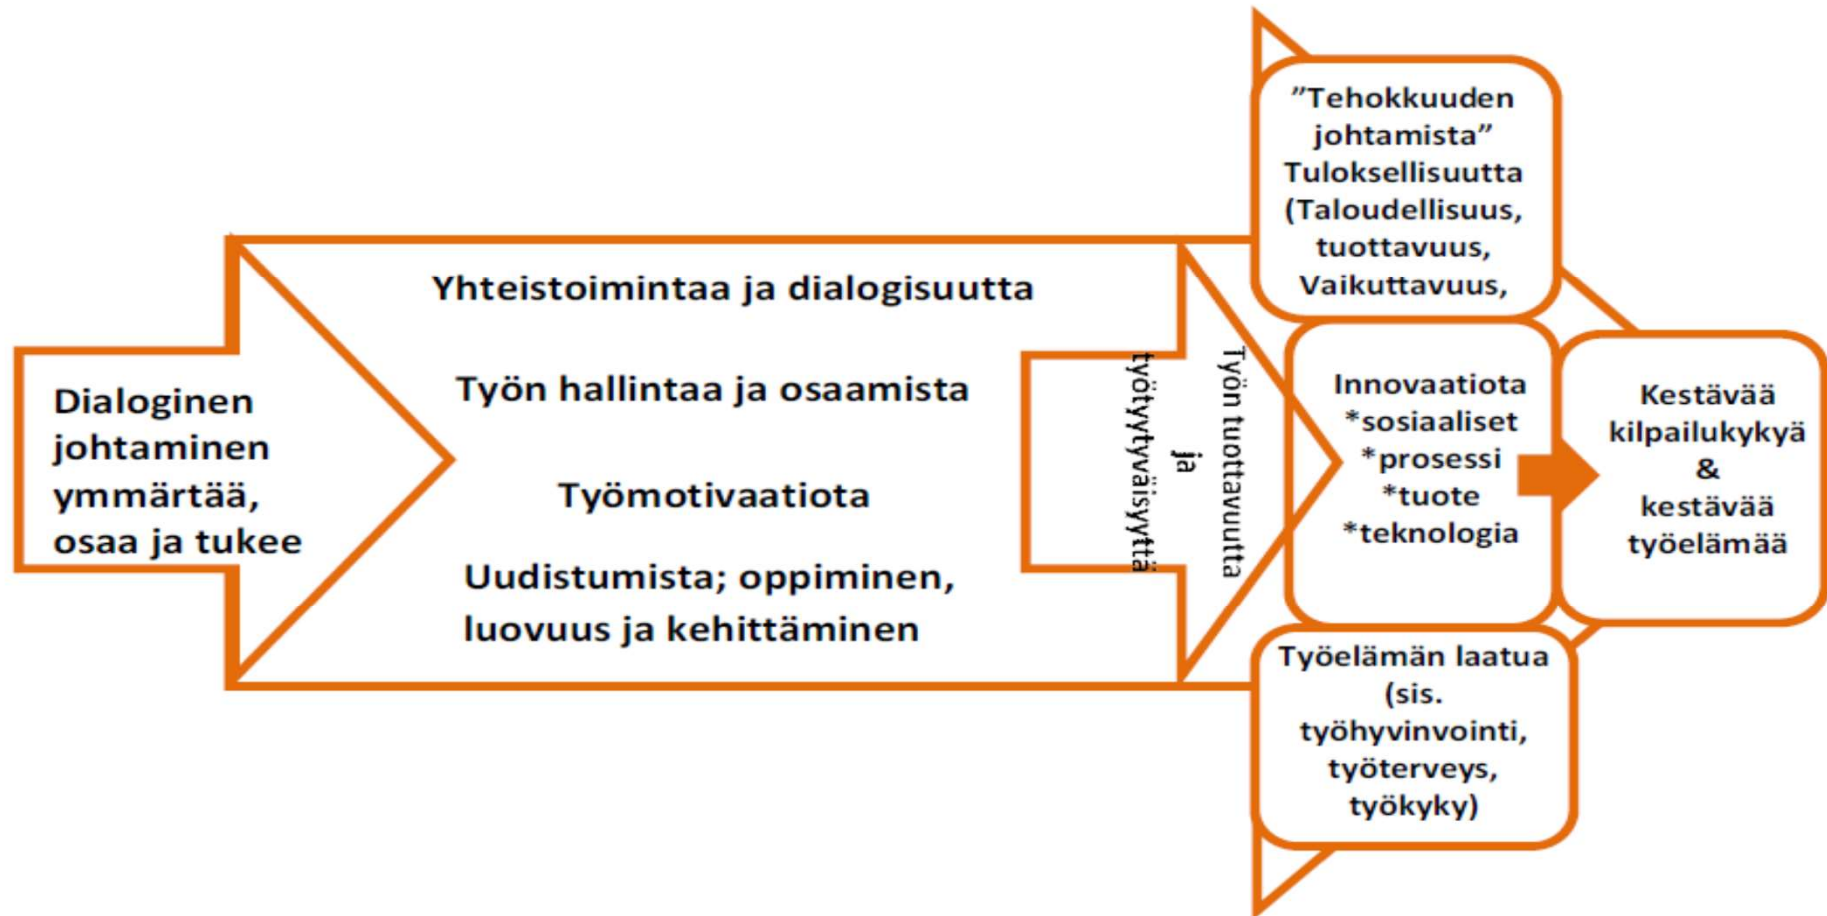 Dialoginen
johtaminen
ymmärtää,
osaa ja tukee
Yhteistoimintaa ja dialogisuutta
Työn hallintaa ja osaamista
Työmotivaatiota
Uudistumista; oppiminen,
luovuus ja kehittäminen
Työn tuottavuutta
ja
työtyytyväisyyttä
”Tehokkuuden
johtamista”
Tuloksellisuutta
(Taloudellisuus,
tuottavuus,
Vaikuttavuus,
Innovaatiota
*sosiaaliset
*prosessi
*tuote
*teknologia
Työelämän laatua
(sis.
työhyvinvointi,
työterveys,
työkyky)
Kestävää
kilpailukykyä
&
kestävää
työelämää